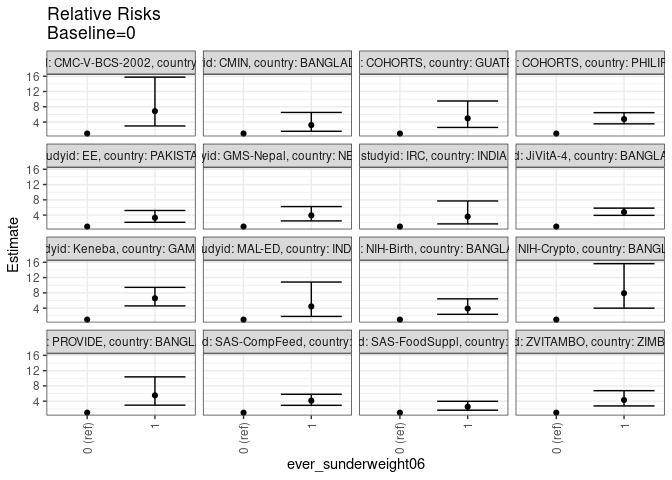 Relative Risks
Baseline=0
: CMC-V-BCS-2002, country
id: CMIN, country: BANGLAD
: COHORTS, country: GUATE
: COHORTS, country: PHILIP
udyid: EE, country: PAKISTA
yid: GMS-Nepal, country: NE
studyid: IRC, country: INDIA
d: JiVitA-4, country: BANGLA
dyid: Keneba, country: GAM
udyid: MAL-ED, country: IND
: NIH-Birth, country: BANGLA
NIH-Crypto, country: BANGL
: PROVIDE, country: BANGL
d: SAS-CompFeed, country:
d: SAS-FoodSuppl, country:
d: ZVITAMBO, country: ZIMB
16
12
8
4
16
12
8
4
16
12
8
4
16
12
8
4
Estimate
0 (ref)
1
0 (ref)
1
0 (ref)
1
0 (ref)
1
ever_sunderweight06